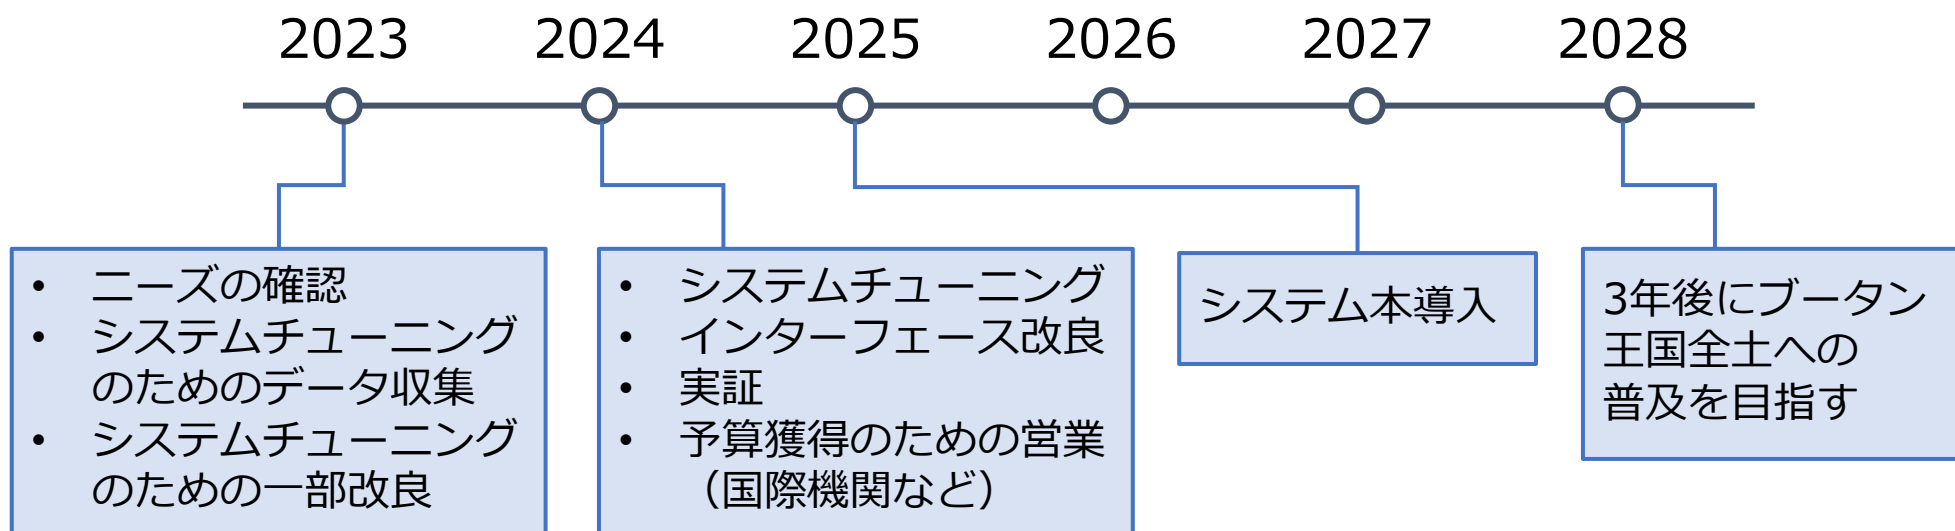 2023 2024 2025 2026 2027 2028
• ニーズの確認
• システムチューニング
のためのデータ収集
• システムチューニング
のための一部改良
• システムチューニング
• インターフェース改良
• 実証
• 予算獲得のための営業
（国際機関など）
システム本導入
3年後にブータン
王国全土への
普及を目指す